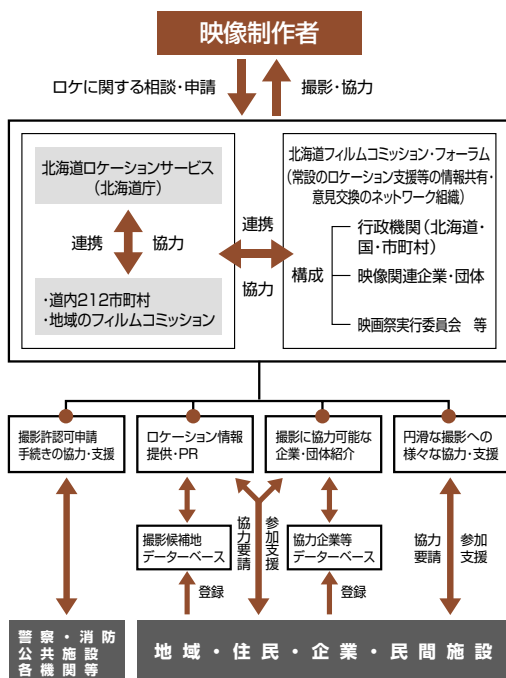 映像制作者
ロケに関する相談・申請
撮影・協力
北海道ロケーションサービス
(北海道庁)
連携
協力
・道内212市町村
・地域のフィルムコミッション
連携
協力
北海道フィルムコミッション・フォーラム
(常設のロケーション支援等の情報共有・
意見交換のネットワーク組織)
構成
行政機関(北海道・
国・市町村)
映像関連企業・団体
映画祭実行委員会 等
撮影許認可申請
手続きの協力・支援
ロケーション情報
提供・PR
撮影に協力可能な
企業・団体紹介
円滑な撮影への
様々な協力・支援
撮影候補地
データーベース
協力要請
参加支援
協力企業等
データーベース
協力
要請
参加
支援
登録
登録
警察・消防
公共施設
各機関等
地域・住民・企業・民間施設